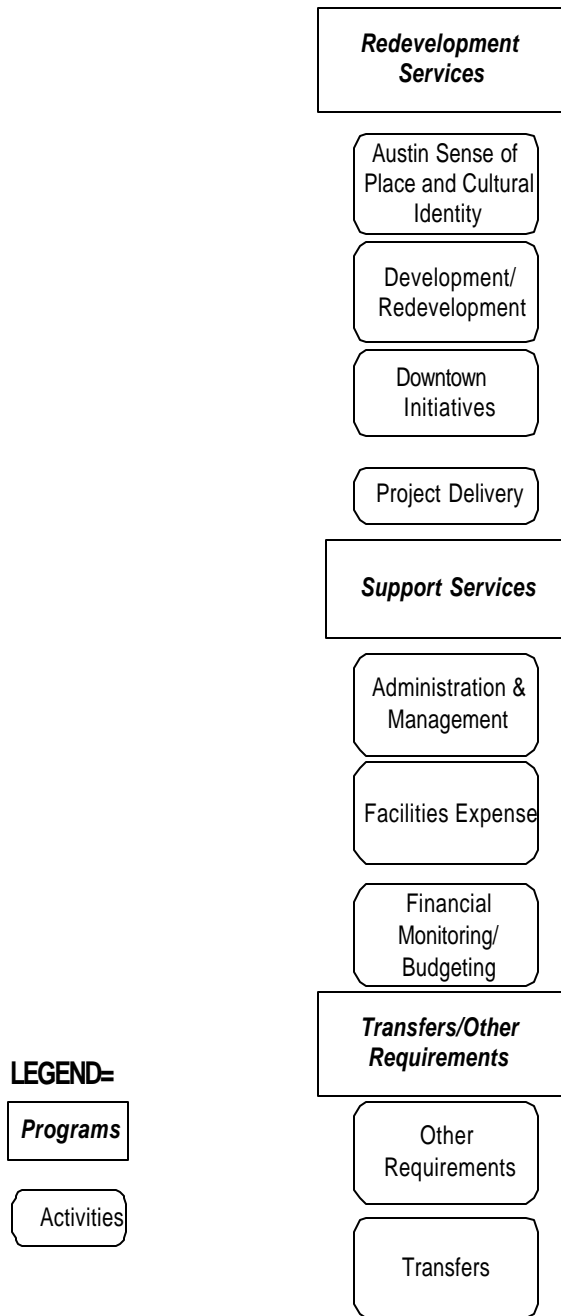 Redevelopment
Services
Austin Sense of
Place and Cultural
Identity
Development/
Redevelopment
Downtown
Initiatives
Project Delivery
Support Services
Administration &
Management
Facilities Expense
Financial
Monitoring/
Budgeting
Transfers/Other
Requirements
Other
Requirements
Transfers
LEGEND=
Programs
Activities